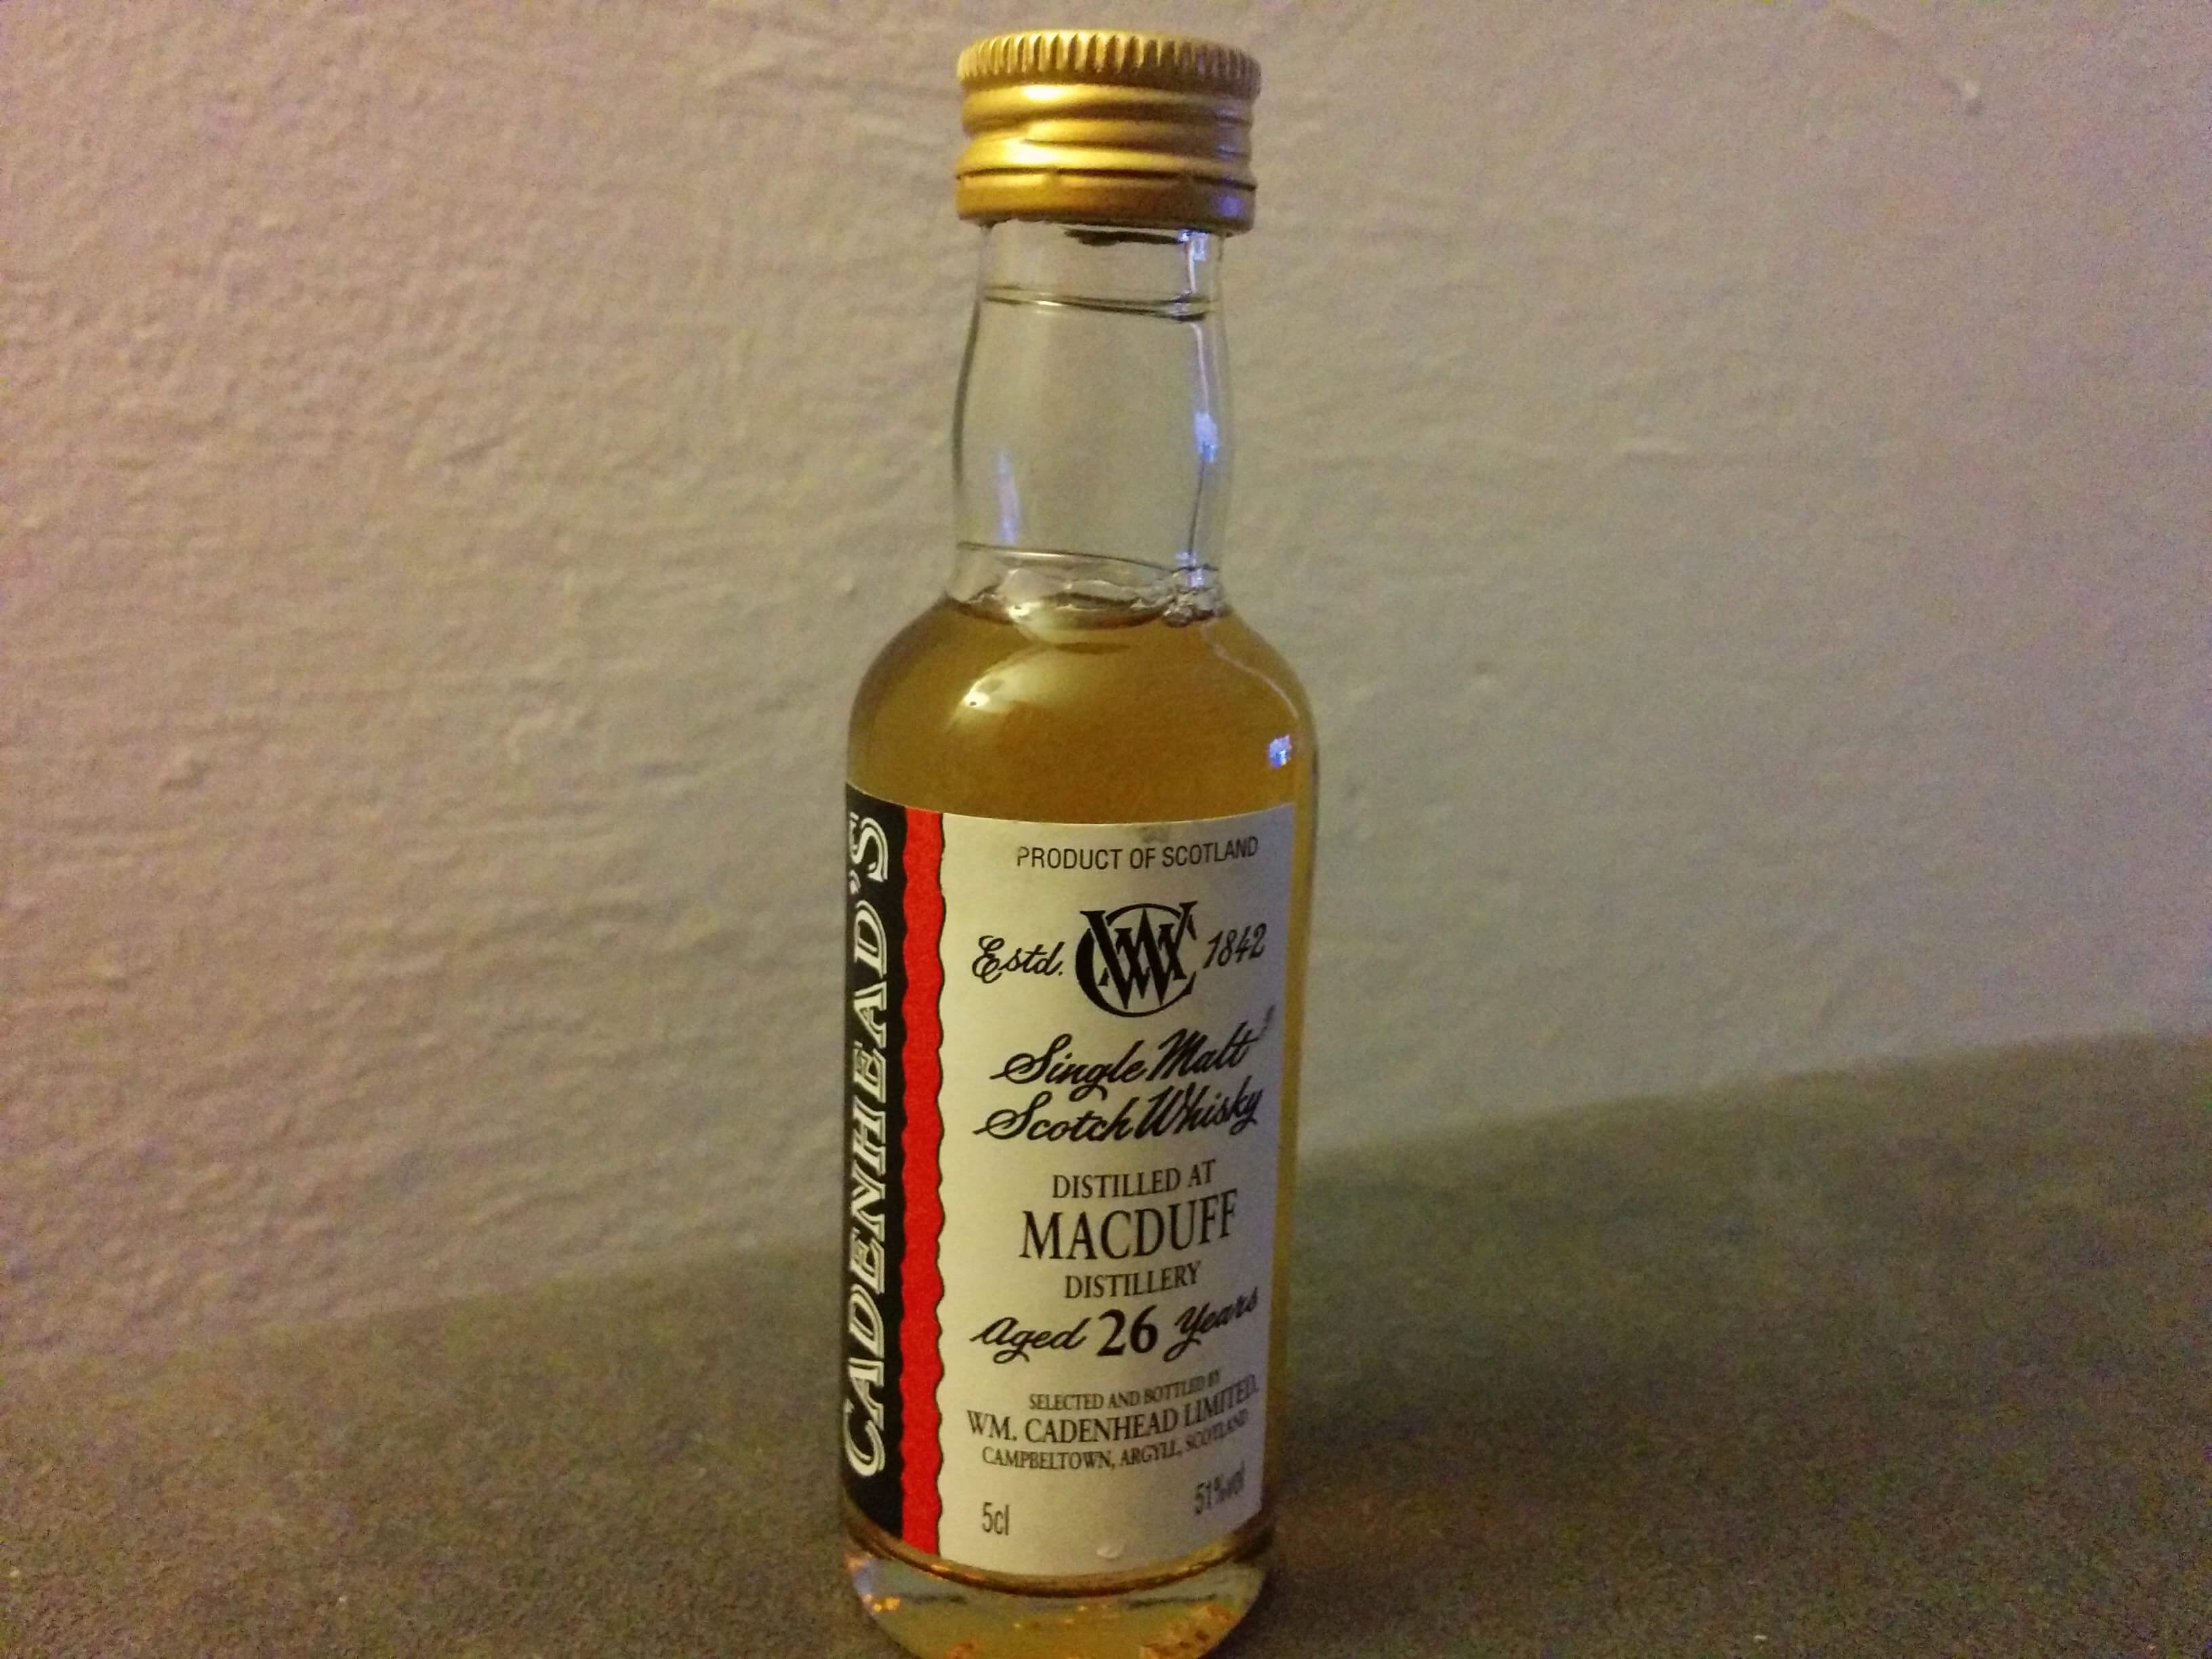 CADENHEAD'S
PRODUCT OF SCOTLAND
Estd. WC 1842
Single Malt
Scotch Whisky
DISTILLED AT
MACDUFF
DISTILLERY
Aged 26 Years
SELECTED AND BOTTLED BY
WM. CADENHEAD LIMITED.
CAMPBELTOWN, ARGYLL, SCOTLAND
5cl 51%vol